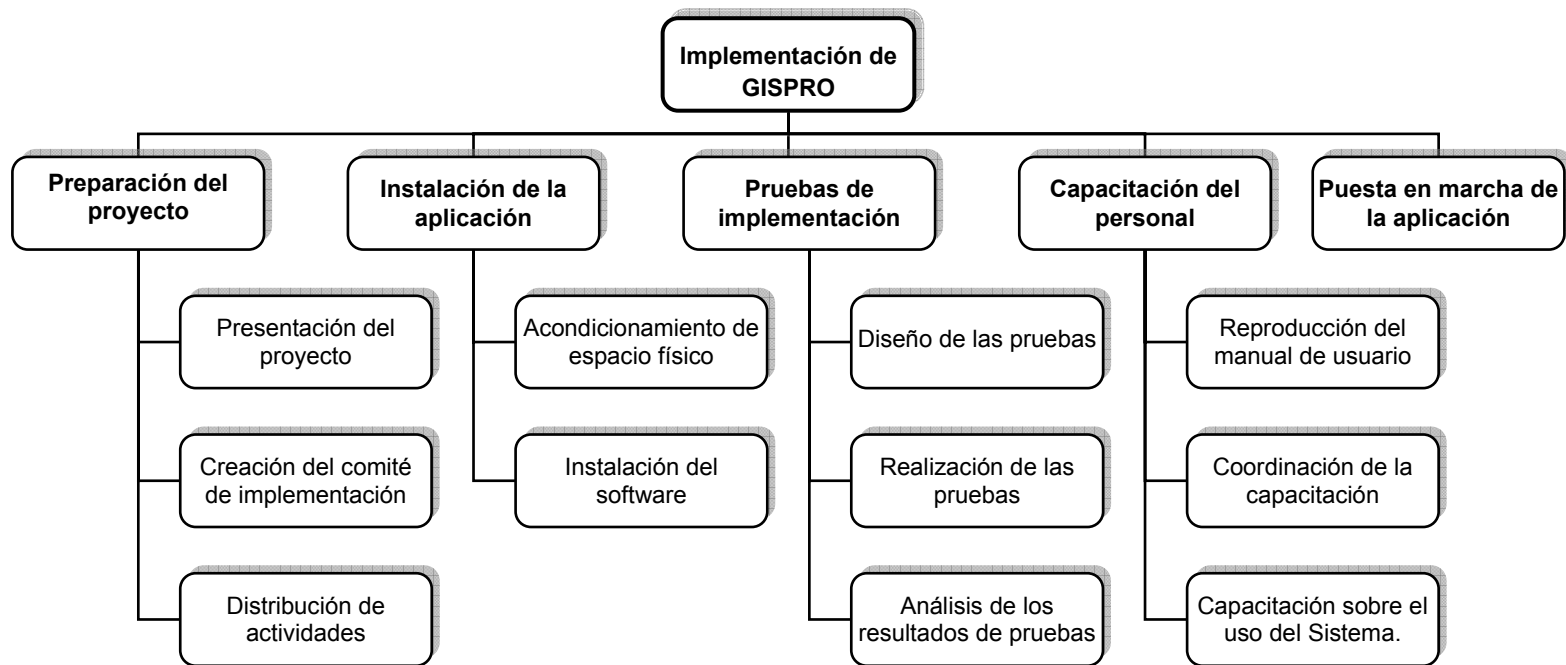 Implementación de
GISPRO
Preparación del
proyecto
Instalación de la
aplicación
Pruebas de
implementación
Capacitación del
personal
Puesta en marcha de
la aplicación
Presentación del
proyecto
Acondicionamiento de
espacio físico
Diseño de las pruebas
Reproducción del
manual de usuario
Creación del comité
de implementación
Instalación del
software
Realización de las
pruebas
Coordinación de la
capacitación
Distribución de
actividades
Análisis de los
resultados de pruebas
Capacitación sobre el
uso del Sistema.